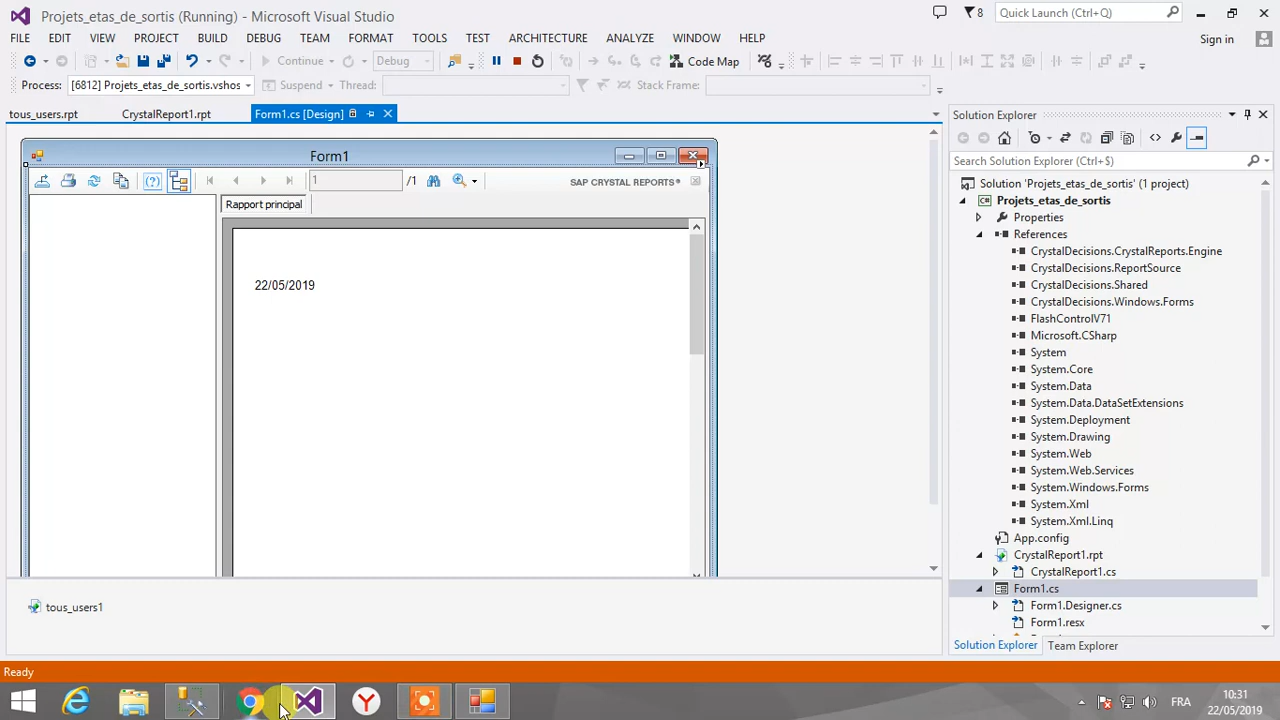 Projets_etas_de_sortis (Running) - Microsoft Visual Studio
8
Quick Launch (Ctrl+Q)
FILE EDIT VIEW PROJECT BUILD DEBUG TEAM FORMAT TOOLS TEST ARCHITECTURE ANALYZE WINDOW HELP
Sign in
Continue Debug Code Map
Process: [6812] Projets_etas_de_sortis.vshos Suspend Thread: Stack Frame:
tous_users.rpt CrystalReport1.rpt Form1.cs [Design]
Form1
1 /1 SAP CRYSTAL REPORTS®
Rapport principal
22/05/2019
tous_users1
Solution Explorer
Search Solution Explorer (Ctrl+$)
Solution 'Projets_etas_de_sortis' (1 project)
Projets_etas_de_sortis
Properties
References
CrystalDecisions.CrystalReports.Engine
CrystalDecisions.ReportSource
CrystalDecisions.Shared
CrystalDecisions.Windows.Forms
FlashControlV71
Microsoft.CSharp
System
System.Core
System.Data
System.Data.DataSetExtensions
System.Deployment
System.Drawing
System.Web
System.Web.Services
System.Windows.Forms
System.Xml
System.Xml.Linq
App.config
CrystalReport1.rpt
CrystalReport1.cs
Form1.cs
Form1.Designer.cs
Form1.resx
Solution Explorer Team Explorer
Ready
FRA
10:31
22/05/2019